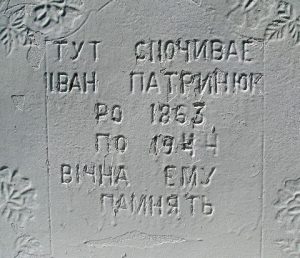 ТУТ СПОЧИВАЕ
ІВАН ПАТРИНЮК
РО 1863
ПО 1944
ВІЧНА ЕМУ
ПАМНЯТЬ